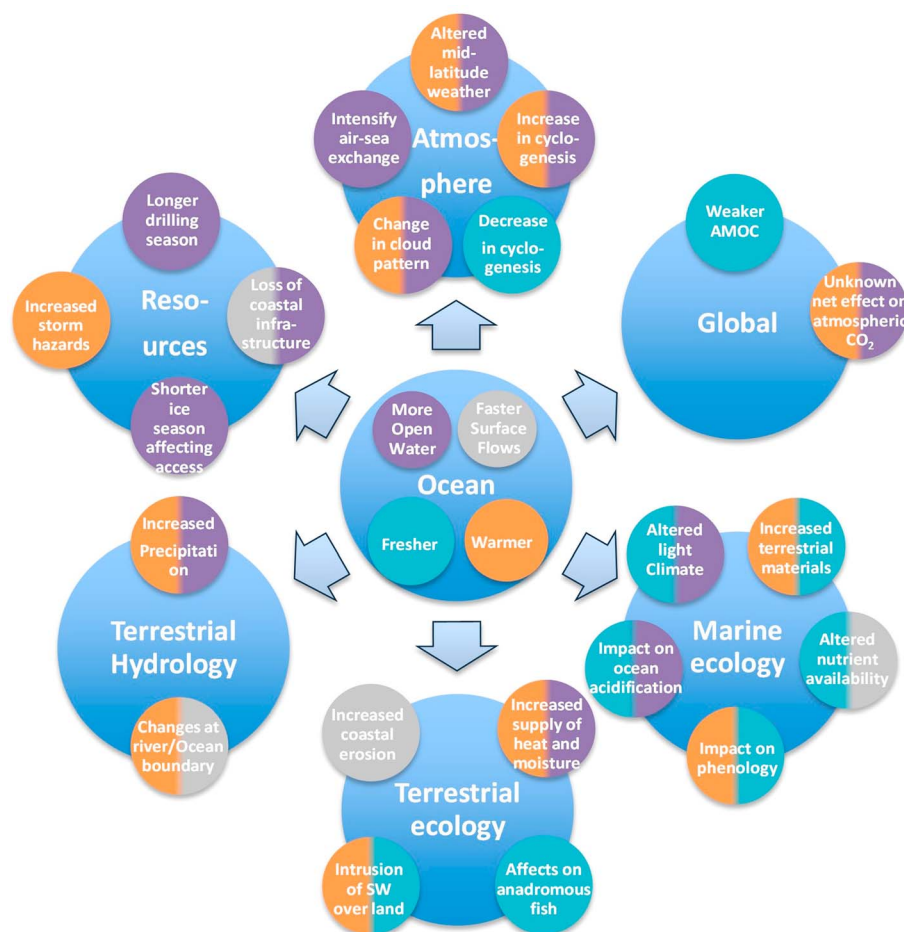 Altered
mid-
latitude
weather
Intensify
air-sea
exchange
Atmos-
phere
Increase
in cyclo-
genesis
Change
in cloud
pattern
Decrease
in cyclo-
genesis
Longer
drilling
season
Increased
storm
hazards
Reso-
urces
Loss of
coastal
infra-
structure
Shorter
ice
season
affecting
access
Weaker
AMOC
Global
Unknown
net effect on
atmospheric
CO₂
More
Open
Water
Faster
Surface
Flows
Ocean
Fresher
Warmer
Increased
Precipitati
on
Terrestrial
Hydrology
Changes at
river/Ocean
boundary
Altered
light
Climate
Increased
terrestrial
materials
Marine
ecology
Impact on
ocean
acidification
Altered
nutrient
availability
Impact on
phenology
Increased
coastal
erosion
Increased
supply of
heat and
moisture
Terrestrial
ecology
Intrusion
of SW
over land
Affects on
anadromous
fish